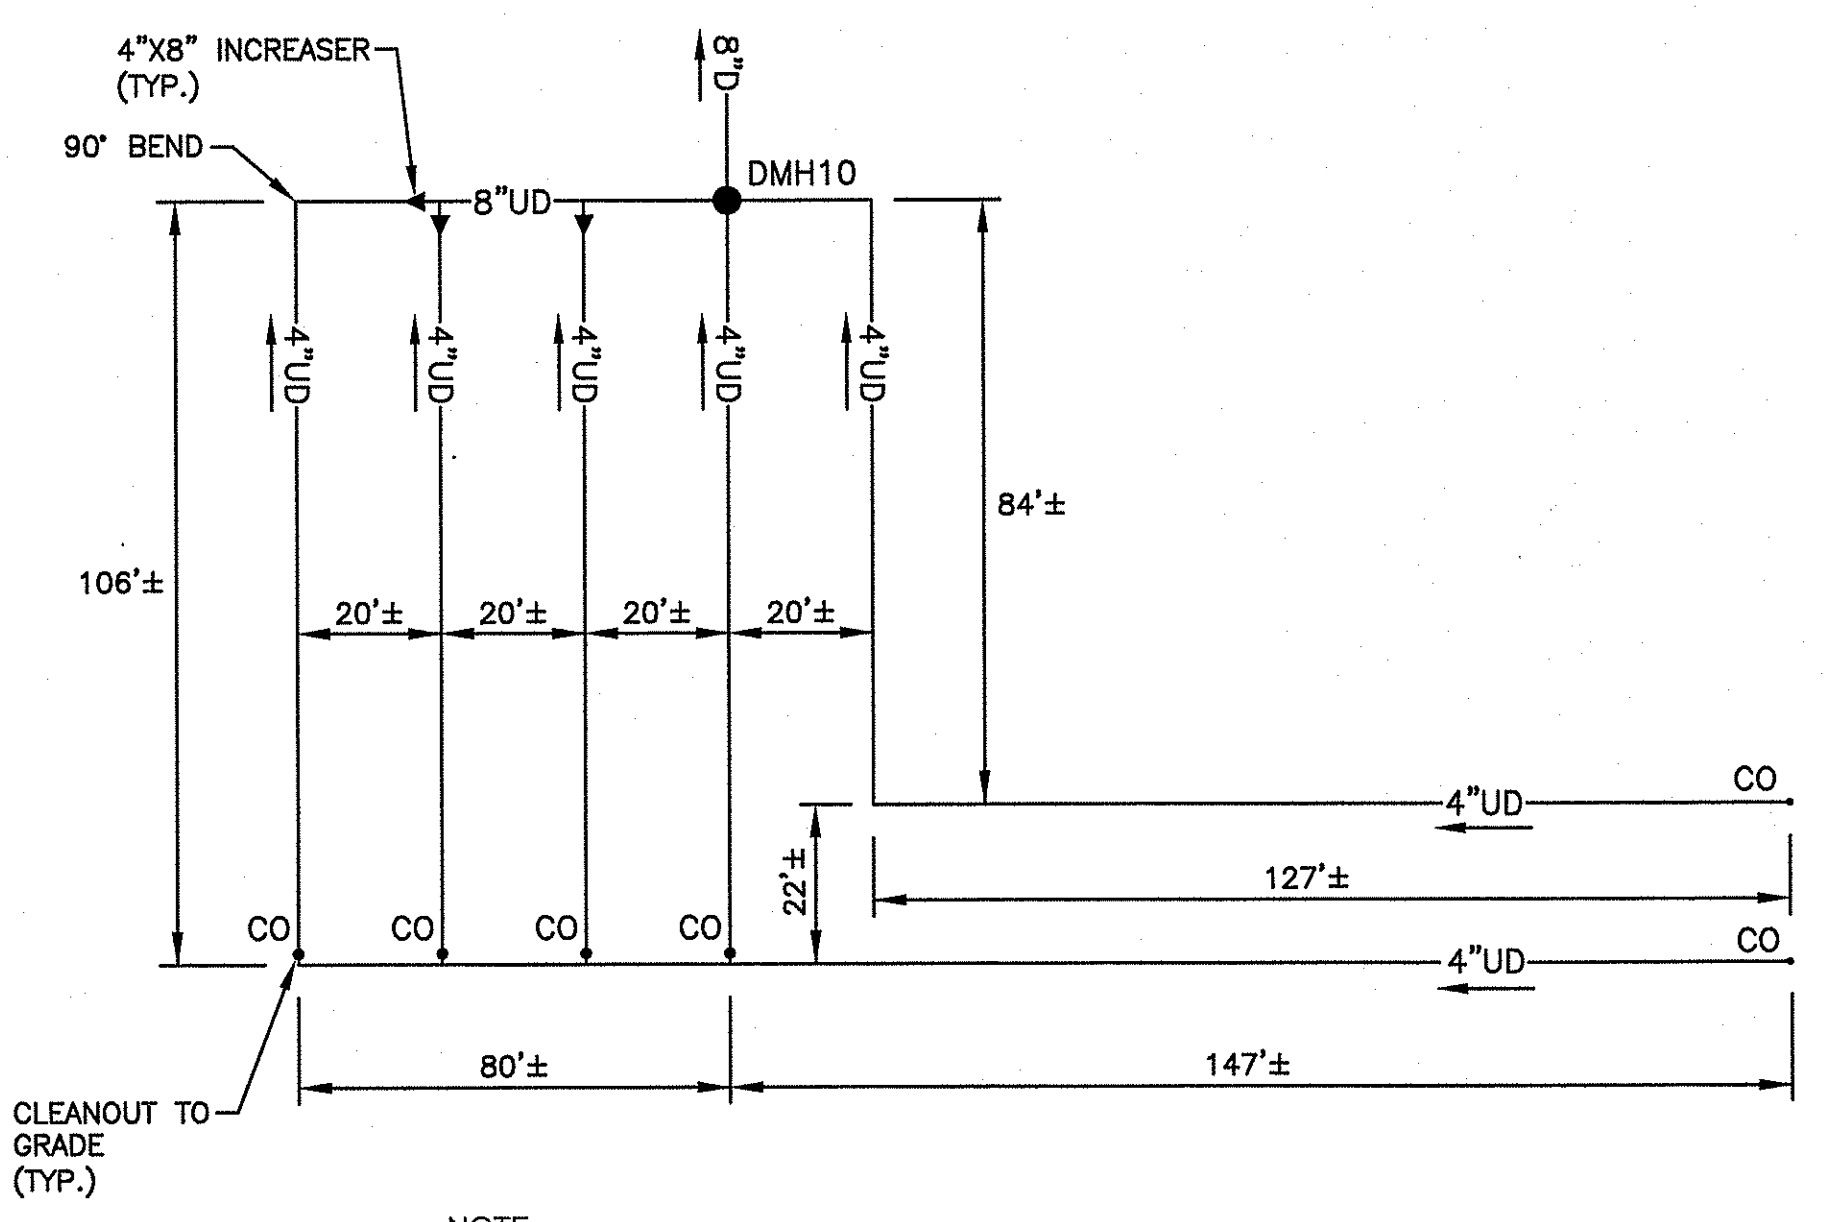 4"X8" INCREASER
(TYP.)
90° BEND
8"D
DMH10
8"UD
4"UD
4"UD
4"UD
4"UD
4"UD
84'±
106'±
20'±
20'±
20'±
20'±
CO
4"UD
22'±
127'±
CO
CO
CO
CO
CO
4"UD
80'±
147'±
CLEANOUT TO
GRADE
(TYP.)
NOTE